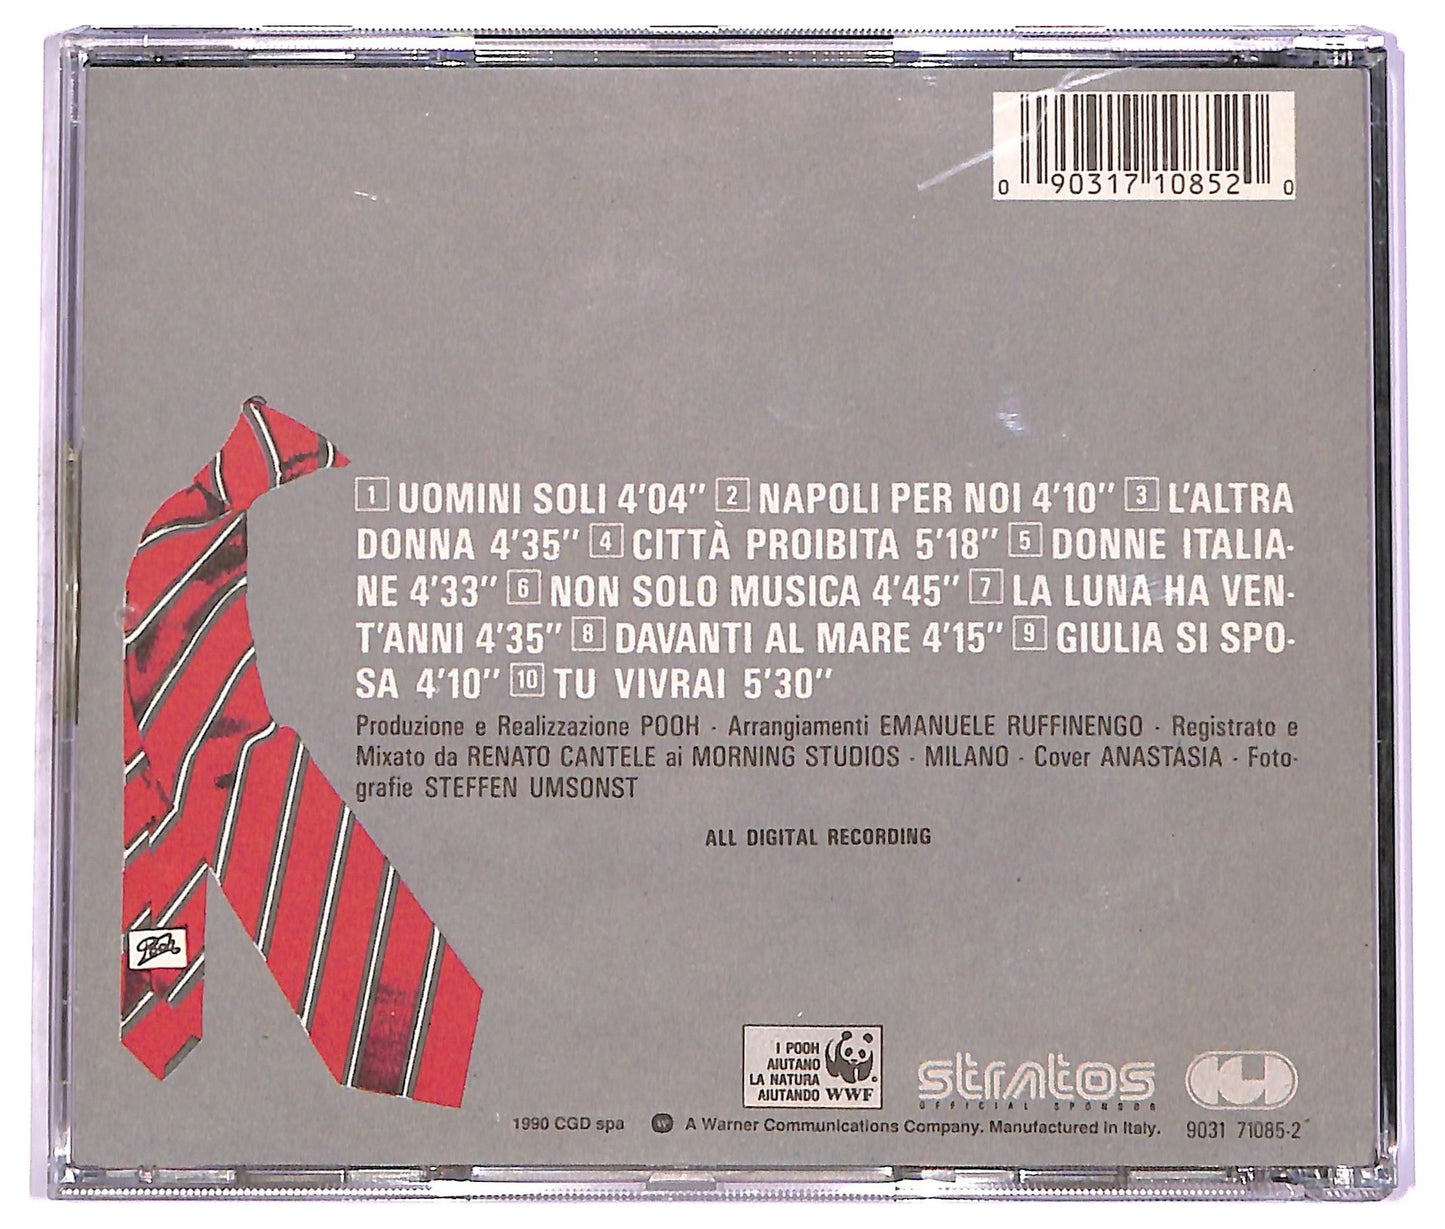 0 90317 10852 0
1 UOMINI SOLI 4'04" 2 NAPOLI PER NOI 4'10" 3 L'ALTRA
DONNA 4'35" 4 CITTÀ PROIBITA 5'18" 5 DONNE ITALIA-
NE 4'33" 6 NON SOLO MUSICA 4'45" 7 LA LUNA HA VEN-
T'ANNI 4'35" 8 DAVANTI AL MARE 4'15" 9 GIULIA SI SPO-
SA 4'10" 10 TU VIVRAI 5'30"
Produzione e Realizzazione POOH · Arrangiamenti EMANUELE RUFFINENGO · Registrato e
Mixato da RENATO CANTELE ai MORNING STUDIOS · MILANO · Cover ANASTASIA · Foto-
grafie STEFFEN UMSONST
ALL DIGITAL RECORDING
Pooh
I POOH
AIUTANO
LA NATURA
AIUTANDO WWF
stratos
OFFICIAL SPONSOR
1990 CGD spa A Warner Communications Company. Manufactured in Italy. 9031 71085-2